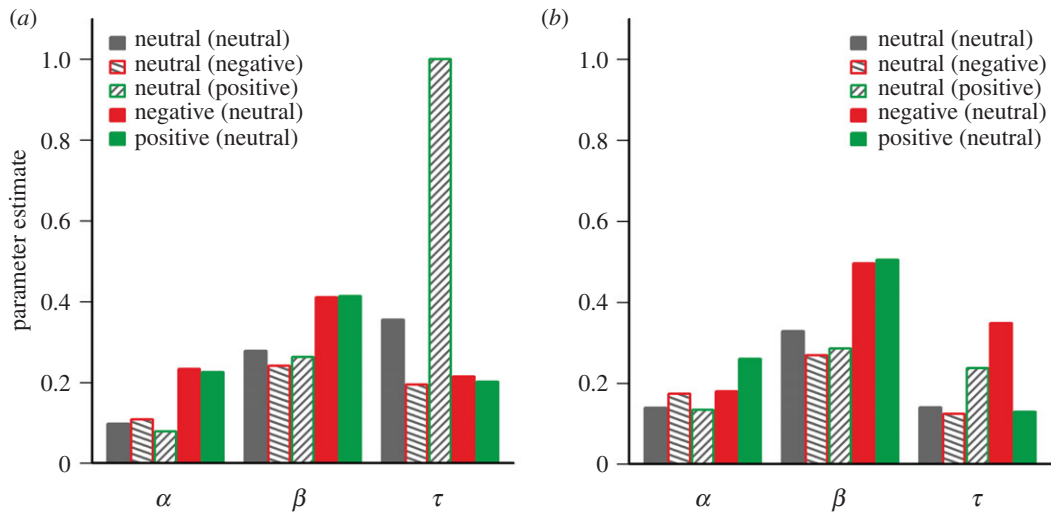 (a)
neutral (neutral)
neutral (negative)
neutral (positive)
negative (neutral)
positive (neutral)
parameter estimate
1.0
0.8
0.6
0.4
0.2
0
α
β
τ
(b)
neutral (neutral)
neutral (negative)
neutral (positive)
negative (neutral)
positive (neutral)
1.0
0.8
0.6
0.4
0.2
0
α
β
τ